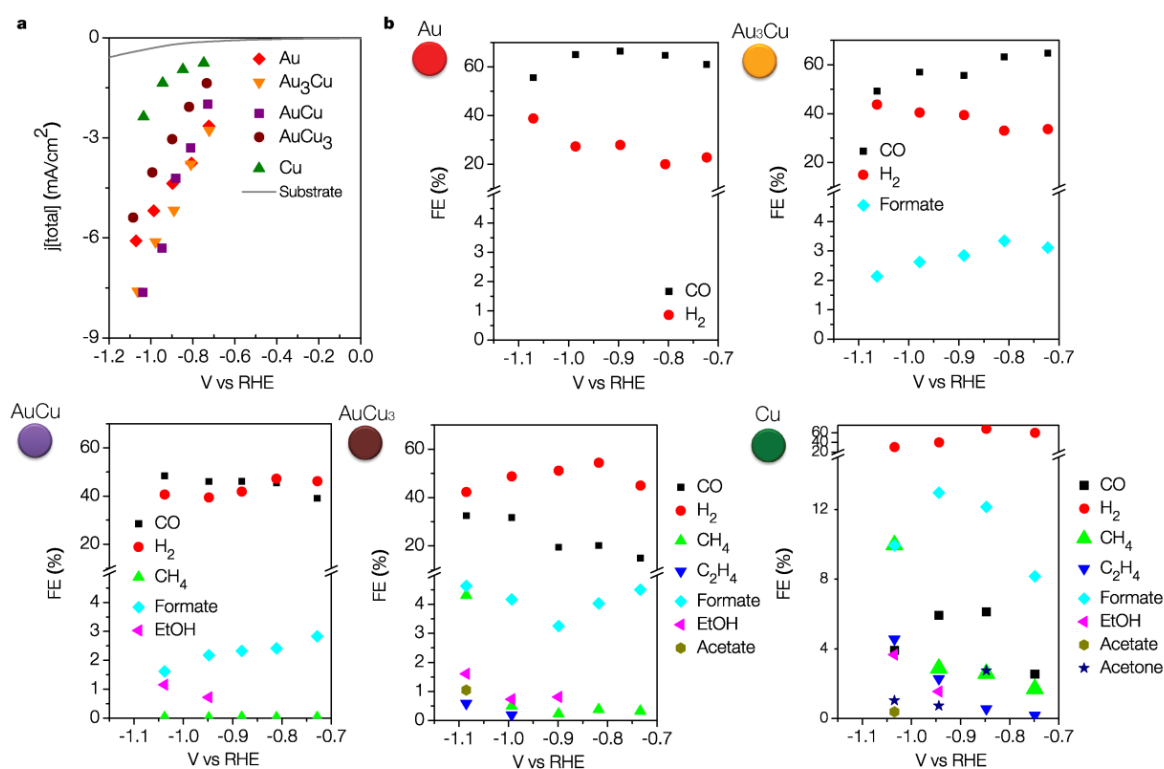 a
0
-3
-6
-9
j[total] (mA/cm²)
-1.2 -1.0 -0.8 -0.6 -0.4 -0.2 0.0
V vs RHE
Au
Au₃Cu
AuCu
AuCu₃
Cu
Substrate
b
Au
60
40
20
5
4
3
2
1
0
FE (%)
CO
H₂
-1.1 -1.0 -0.9 -0.8 -0.7
V vs RHE
Au₃Cu
60
40
20
4
3
2
1
0
FE (%)
CO
H₂
Formate
-1.1 -1.0 -0.9 -0.8 -0.7
V vs RHE
AuCu
60
40
20
5
4
3
2
1
0
FE (%)
CO
H₂
CH₄
Formate
EtOH
-1.1 -1.0 -0.9 -0.8 -0.7
V vs RHE
AuCu₃
60
40
20
5
4
3
2
1
0
FE (%)
CO
H₂
CH₄
C₂H₄
Formate
EtOH
Acetate
-1.1 -1.0 -0.9 -0.8 -0.7
V vs RHE
Cu
60
40
20
12
8
4
0
FE (%)
CO
H₂
CH₄
C₂H₄
Formate
EtOH
Acetate
Acetone
-1.1 -1.0 -0.9 -0.8 -0.7
V vs RHE